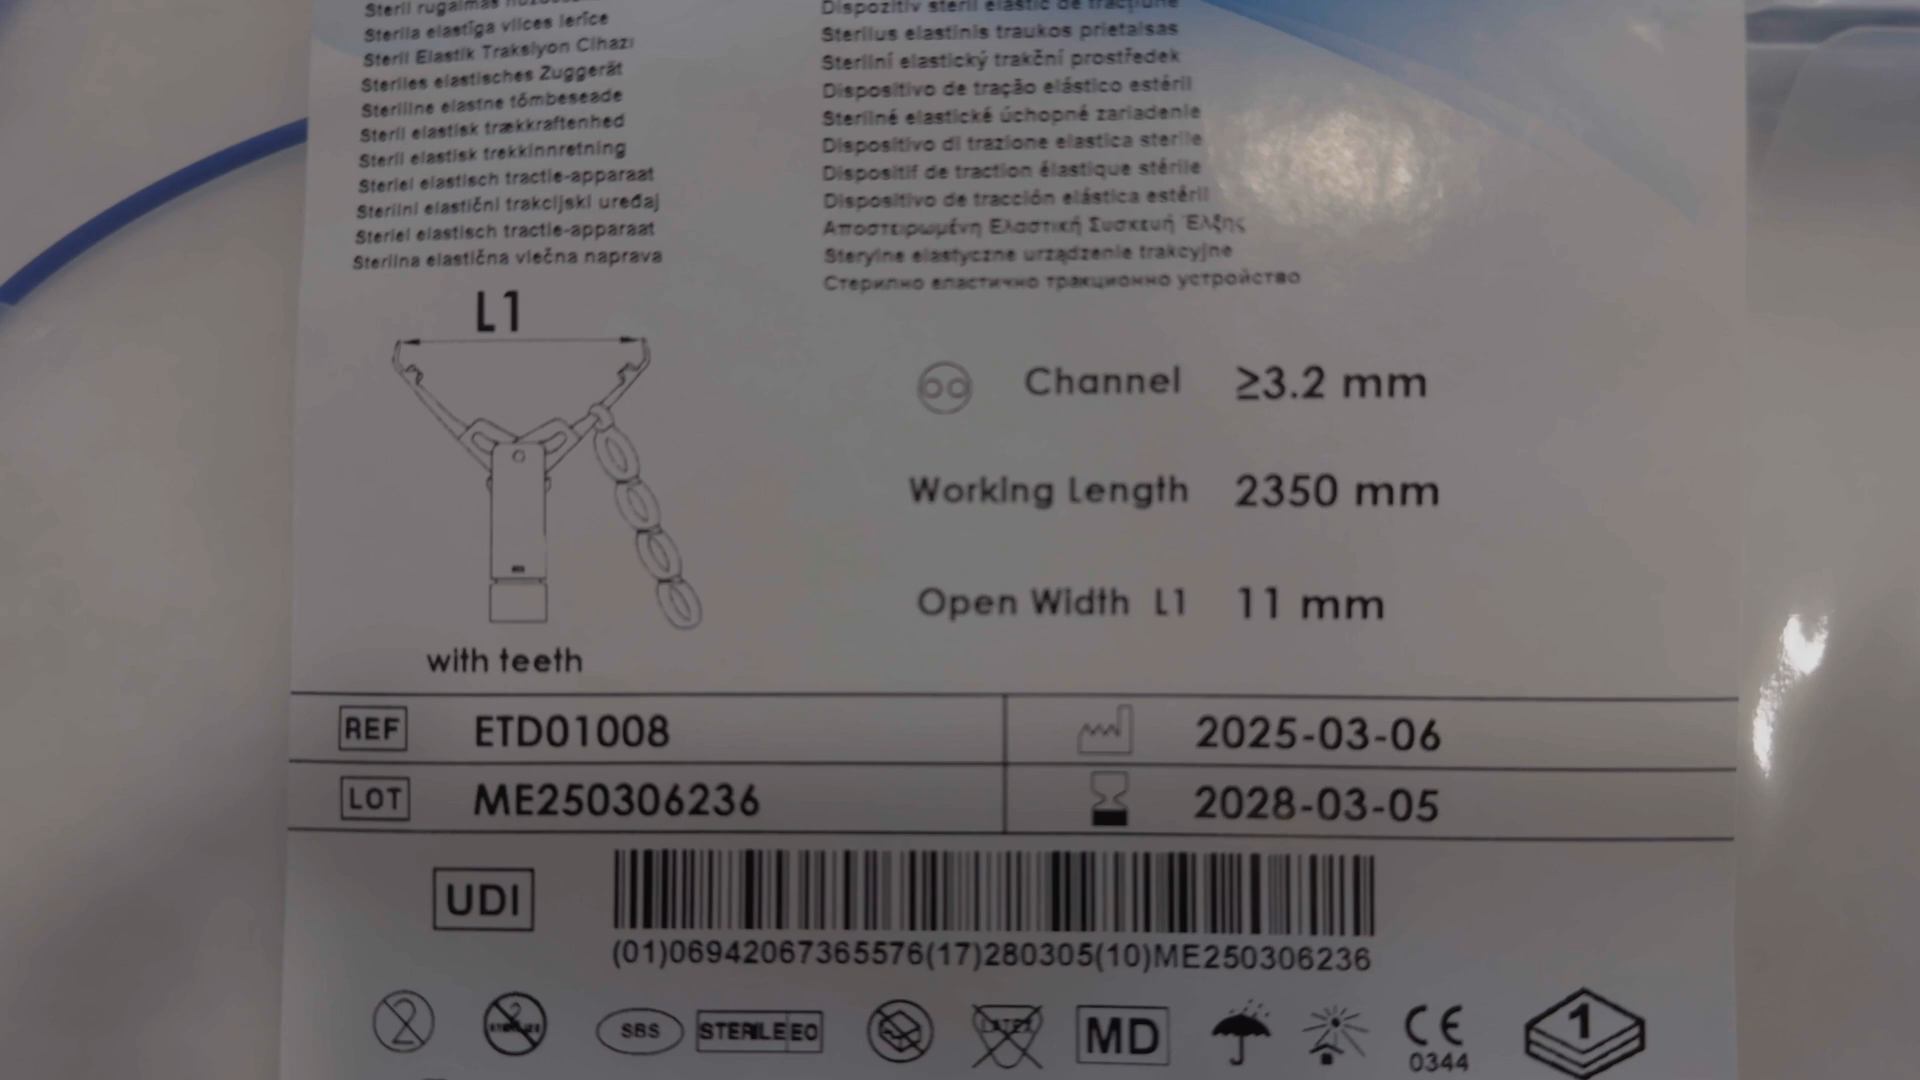 Steril rugalmas
Sterila elastīga vilces ierīce
Steril Elastik Traksiyon Cihazı
Steriles elastisches Zuggerät
Steriilne elastne tõmbeseade
Steril elastisk trækkraftenhed
Steril elastisk trekkinnretning
Steriel elastisch tractie-apparaat
Sterilni elastični trakcijski uređaj
Steriel elastisch tractie-apparaat
Sterilna elastična vlečna naprava
Dispozitiv steril elastic de tracțiune
Sterilus elastinis traukos prietaisas
Sterilní elastický trakční prostředek
Dispositivo de tração elástico estéril
Sterilné elastické úchopné zariadenie
Dispositivo di trazione elastica sterile
Dispositif de traction élastique stérile
Dispositivo de tracción elástica estéril
Αποστειρωμένη Ελαστική Συσκευή Έλξης
Sterylne elastyczne urządzenie trakcyjne
Стерилно еластично тракционно устройство
L1
with teeth
Channel ≥3.2 mm
Working Length 2350 mm
Open Width L1 11 mm
REF ETD01008 2025-03-06
LOT ME250306236 2028-03-05
UDI
(01)06942067365576(17)280305(10)ME250306236
2
2 STERILIZE
SBS
STERILE EO
LATEX
MD
CE
0344
1